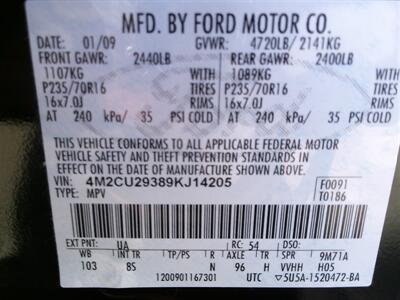 MFD. BY FORD MOTOR CO.
DATE: 01/09 GVWR: 4720LB/ 2141KG
FRONT GAWR: 2440LB REAR GAWR: 2400LB
1107KG WITH 1089KG WITH
P235/70R16 TIRES P235/70R16 TIRES
16x7.0J RIMS 16x7.0J RIMS
AT 240 kPa/ 35 PSI COLD AT 240 kPa/ 35 PSI COLD
THIS VEHICLE CONFORMS TO ALL APPLICABLE FEDERAL MOTOR
VEHICLE SAFETY AND THEFT PREVENTION STANDARDS IN EFFECT
ON THE DATE OF MANUFACTURE SHOWN ABOVE.
VIN: 4M2CU29389KJ14205 F0091
TYPE: MPV T0186
EXT PNT: UA RC: 54 DSO:
WB INT TR TP/PS R AXLE TR SPR 9M71A
103 8S N 96 H VVHH H05
1200901167301 UTC 5U5A-1520472-BA